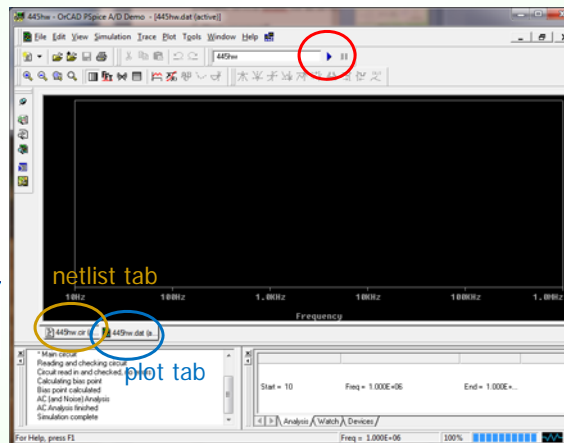 445hw - OrCAD PSpice A/D Demo - [445hw.dat (active)]
File Edit View Simulation Trace Plot Tools Window Help
445hw
netlist tab
10Hz 100Hz 1.0KHz 10KHz 100KHz 1.0MHz
Frequency
445hw.cir (... 445hw.dat (a...
plot tab
* Main circuit
Reading and checking circuit
Circuit read in and checked, no errors
Calculating bias point
Bias point calculated
AC (and Noise) Analysis
AC Analysis finished
Simulation complete
Start = 10 Freq = 1.000E+06 End = 1.000E+...
Analysis Watch Devices
For Help, press F1 Freq = 1.000E+06 100%